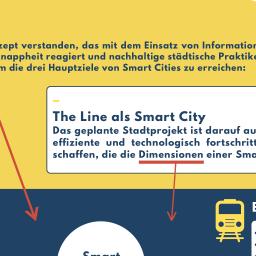 zept verstanden, das mit dem Einsatz von Information
nappheit reagiert und nachhaltige städtische Praktike
m die drei Hauptziele von Smart Cities zu erreichen:
The Line als Smart City
Das geplante Stadtprojekt ist darauf au
effiziente und technologisch fortschritt
schaffen, die die Dimensionen einer Sma
Smart